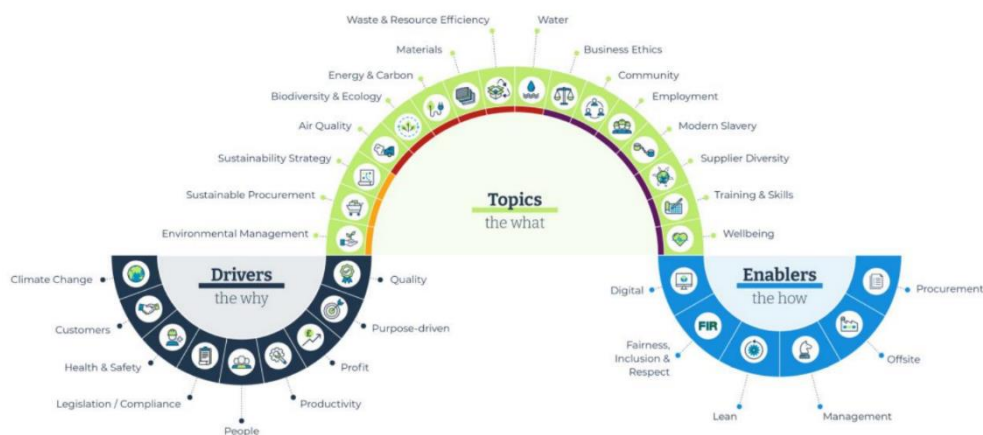 Waste & Resource Efficiency
Water
Materials
Business Ethics
Energy & Carbon
Community
Biodiversity & Ecology
Employment
Air Quality
Modern Slavery
Sustainability Strategy
Supplier Diversity
Sustainable Procurement
Training & Skills
Environmental Management
Wellbeing
Topics
the what
Drivers
the why
Climate Change
Quality
Customers
Purpose-driven
Health & Safety
Profit
Legislation / Compliance
Productivity
People
Enablers
the how
Digital
Procurement
FIR
Fairness,
Inclusion &
Respect
Offsite
Lean
Management